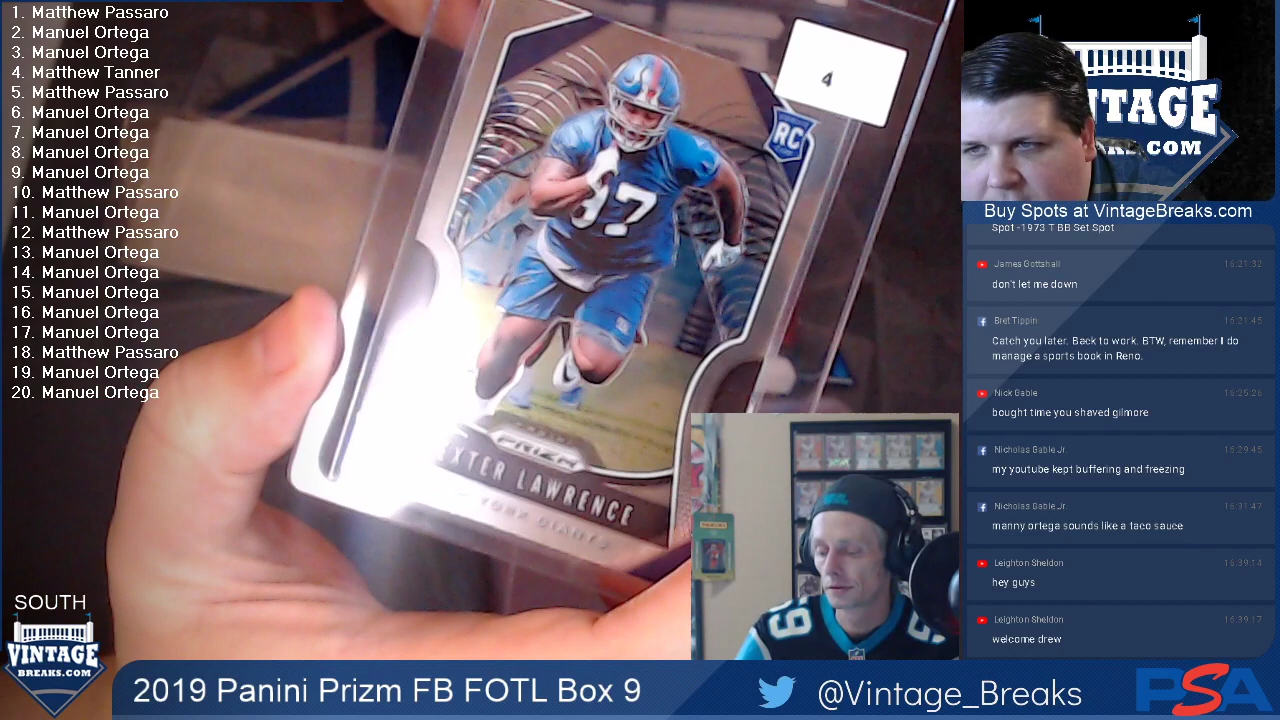 1. Matthew Passaro
2. Manuel Ortega
3. Manuel Ortega
4. Matthew Tanner
5. Matthew Passaro
6. Manuel Ortega
7. Manuel Ortega
8. Manuel Ortega
9. Manuel Ortega
10. Matthew Passaro
11. Manuel Ortega
12. Matthew Passaro
13. Manuel Ortega
14. Manuel Ortega
15. Manuel Ortega
16. Manuel Ortega
17. Manuel Ortega
18. Matthew Passaro
19. Manuel Ortega
20. Manuel Ortega
SOUTH
VINTAGE
BREAKS.COM
4
RC
97
PRIZM
LAWRENCE
YORK GIANTS
NTAGE
.COM
Buy Spots at VintageBreaks.com
Spot -1973 T BB Set Spot
James Gottshall 16:21:32
don't let me down
Bret Tippin 16:21:45
Catch you later. Back to work. BTW, remember I do
manage a sports book in Reno.
Nick Gable 16:25:26
bought time you shaved gilmore
Nicholas Gable Jr. 16:29:45
my youtube kept buffering and freezing
Nicholas Gable Jr. 16:31:47
manny ortega sounds like a taco sauce
Leighton Sheldon 16:39:14
hey guys
Leighton Sheldon 16:39:17
welcome drew
59
2019 Panini Prizm FB FOTL Box 9
@Vintage_Breaks
PSA